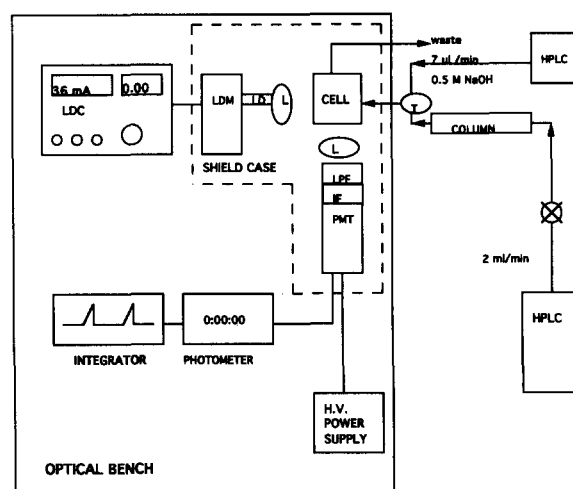 waste
7 ul/min
0.5 M NaOH
HPLC
36 mA
0.00
LDC
LDM
LD
L
CELL
T
COLUMN
SHIELD CASE
L
LPF
IF
PMT
2 ml/min
HPLC
0:00:00
INTEGRATOR
PHOTOMETER
H.V.
POWER
SUPPLY
OPTICAL BENCH